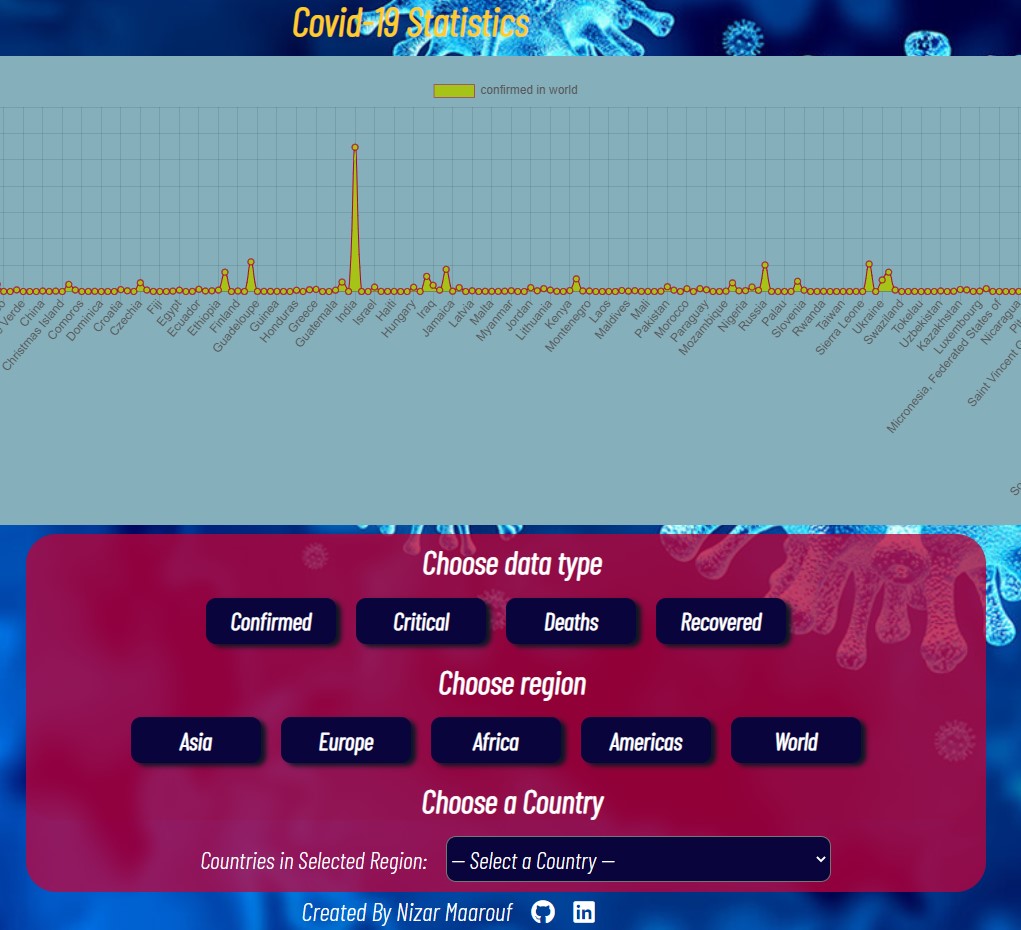 Covid-19 Statistics
confirmed in world
Verde
China
Christmas Island
Comoros
Dominica
Croatia
Czechia
Fiji
Egypt
Ecuador
Ethiopia
Finland
Guadeloupe
Guinea
Honduras
Greece
Guatemala
India
Israel
Haiti
Hungary
Iraq
Jamaica
Latvia
Malta
Myanmar
Jordan
Lithuania
Kenya
Montenegro
Laos
Maldives
Mali
Pakistan
Morocco
Paraguay
Mozambique
Nigeria
Russia
Palau
Slovenia
Rwanda
Taiwan
Sierra Leone
Ukraine
Swaziland
Tokelau
Uzbekistan
Kazakhstan
Luxembourg
Micronesia, Federated States of
Nicaragua
Saint Vincent
Choose data type
Confirmed Critical Deaths Recovered
Choose region
Asia Europe Africa Americas World
Choose a Country
Countries in Selected Region: — Select a Country —
Created By Nizar Maarouf
in